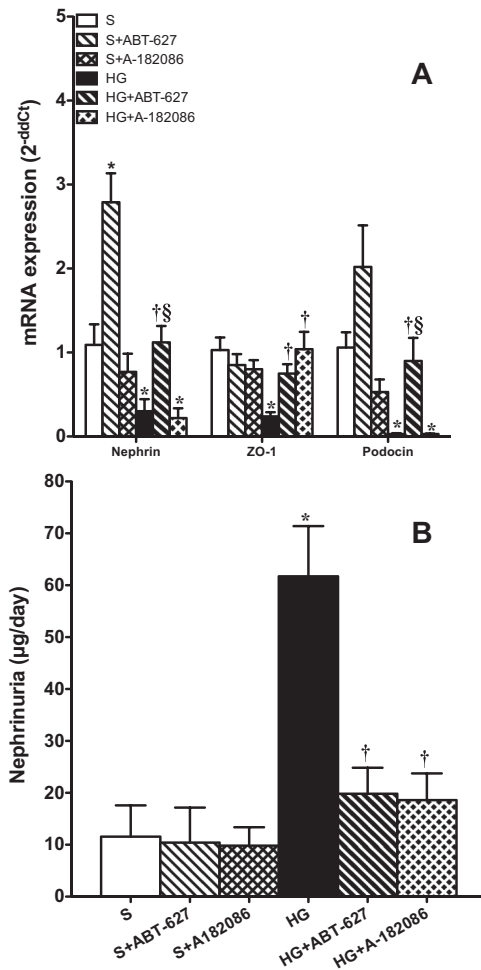 5
S
S+ABT-627
S+A-182086
HG
HG+ABT-627
HG+A-182086
A
4
3
2
1
0
mRNA expression (2-ddCt)
*
*
†§
*
*
†
†
*
†§
*
Nephrin
ZO-1
Podocin
80
70
60
50
40
30
20
10
0
B
Nephrinuria (µg/day)
*
†
†
S
S+ABT-627
S+A182086
HG
HG+ABT-627
HG+A-182086